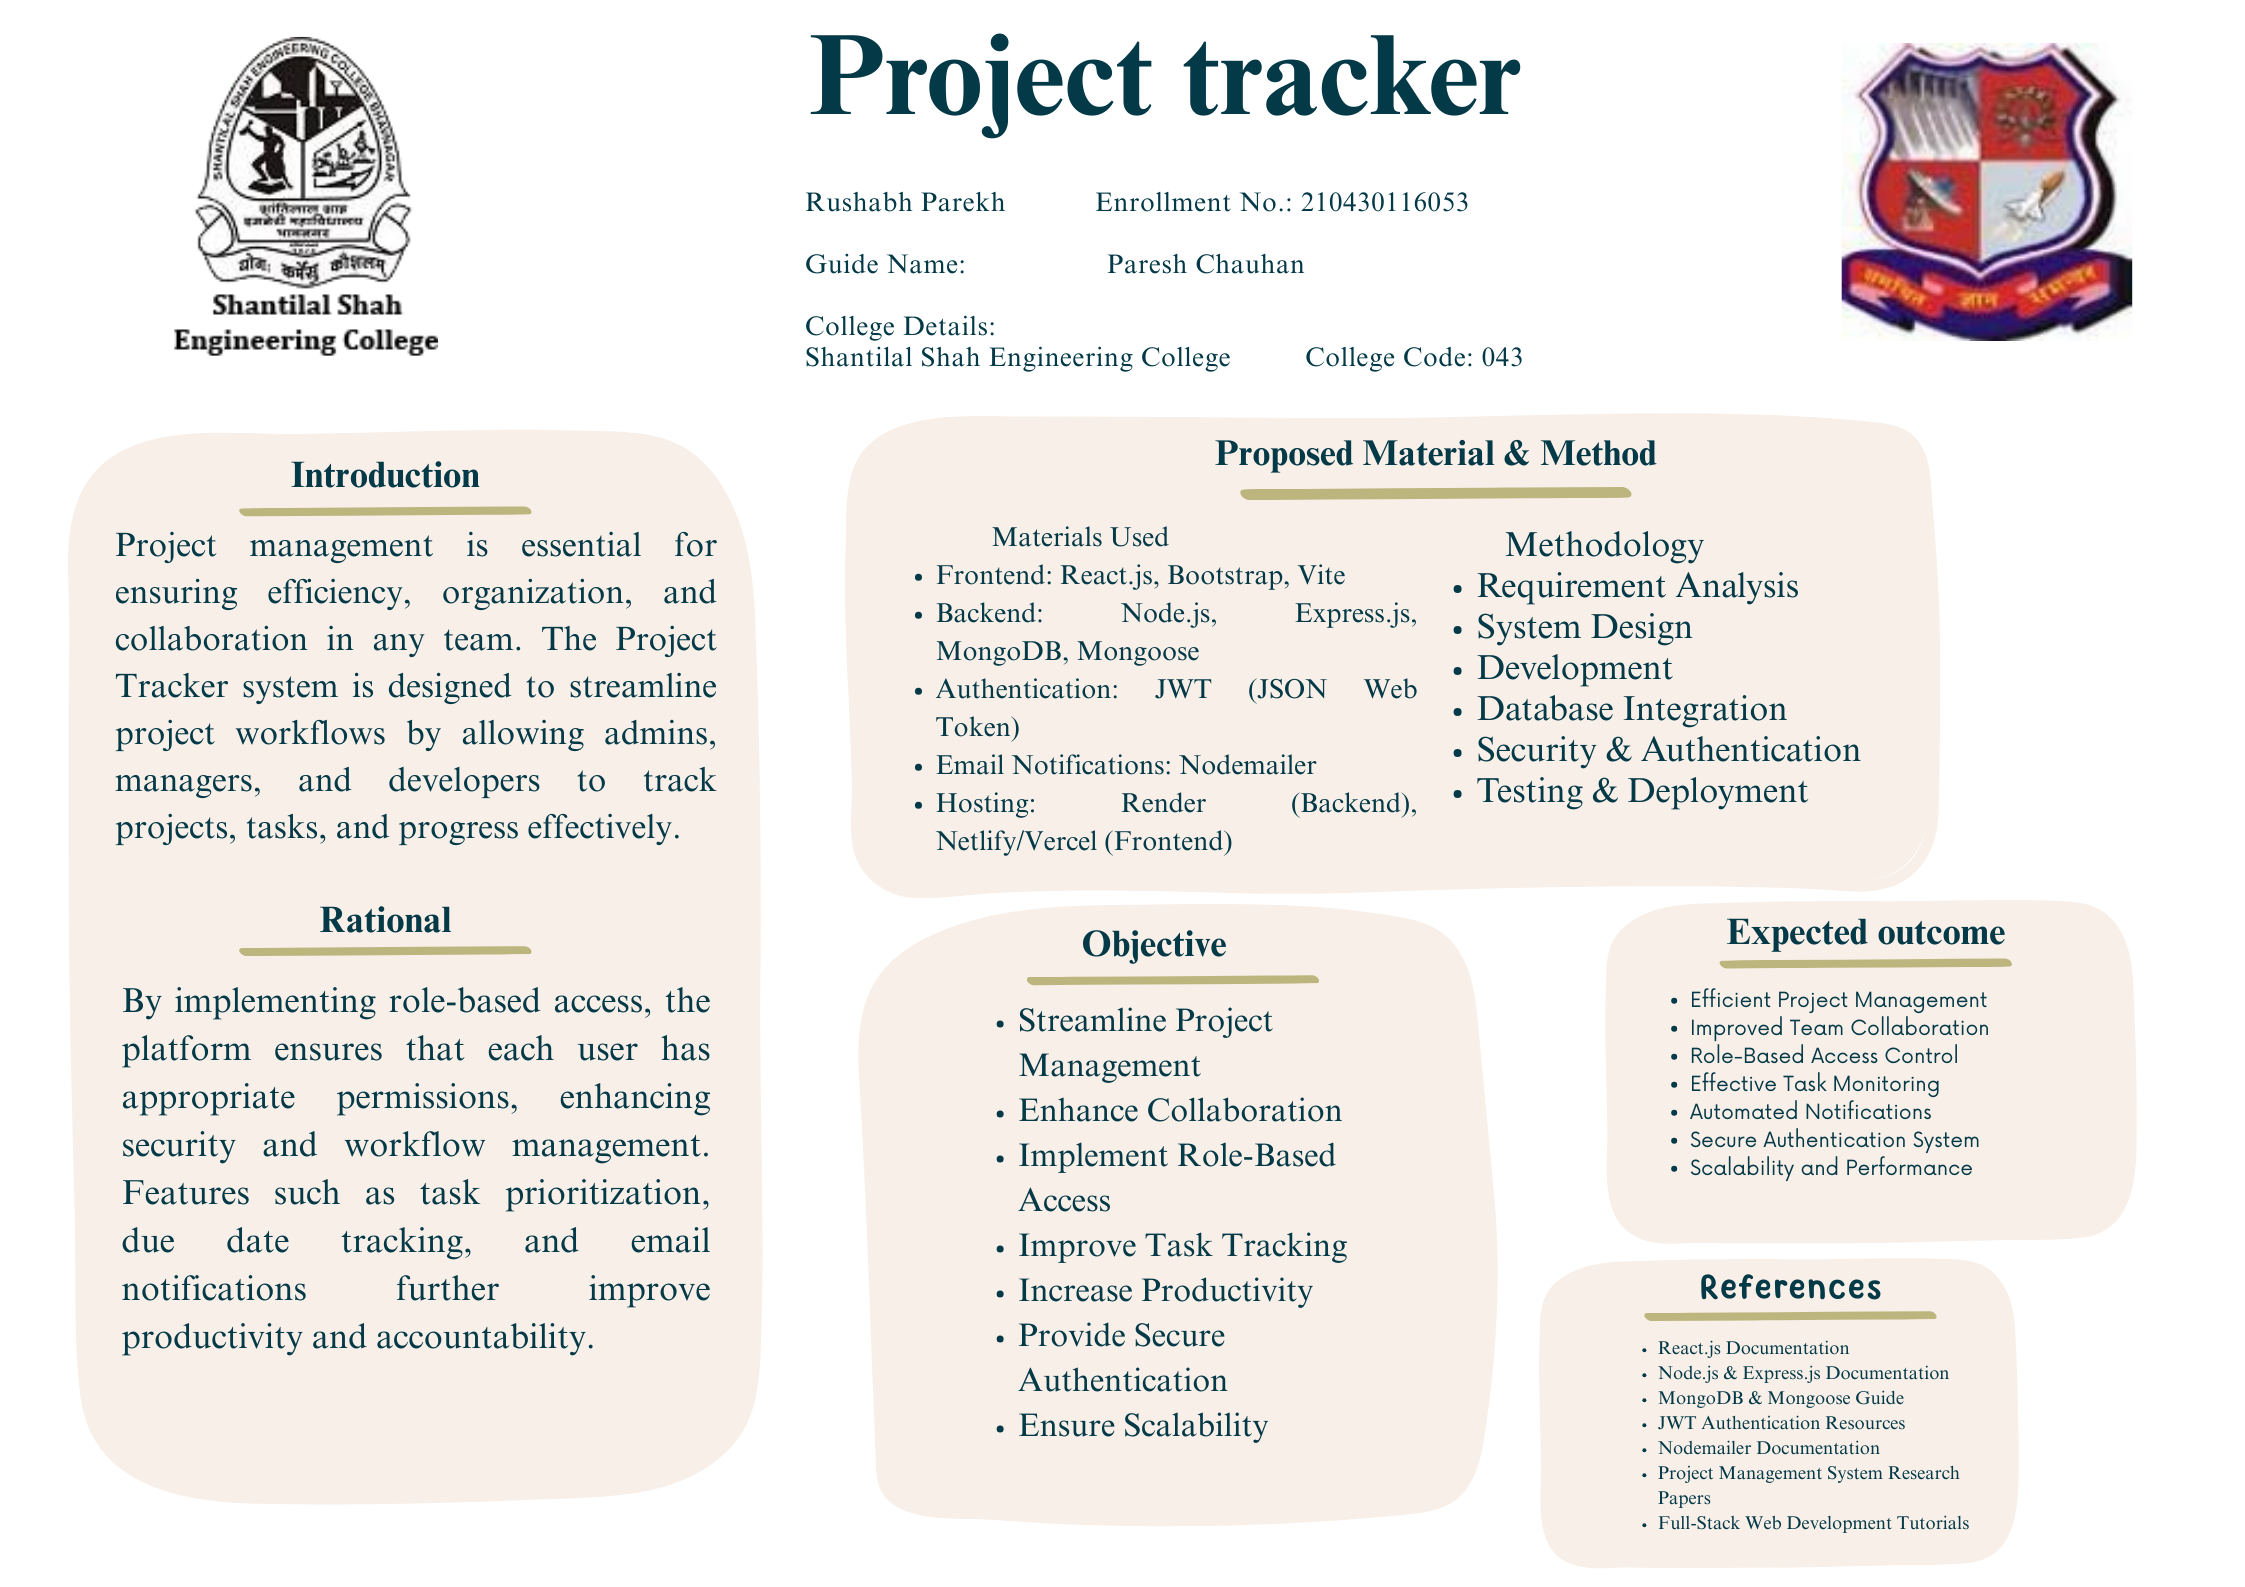 SHANTILAL SHAH ENGINEERING COLLEGE BHAVNAGAR
शांतिलाल शाह
इजनेरी महाविद्यालय
भावनगर
योगः कर्मसु कौशलम्
Shantilal Shah
Engineering College
Project tracker
Rushabh Parekh Enrollment No.: 210430116053
Guide Name: Paresh Chauhan
College Details:
Shantilal Shah Engineering College College Code: 043
ज्ञान
Introduction
Project management is essential for
ensuring efficiency, organization, and
collaboration in any team. The Project
Tracker system is designed to streamline
project workflows by allowing admins,
managers, and developers to track
projects, tasks, and progress effectively.
Rational
By implementing role-based access, the
platform ensures that each user has
appropriate permissions, enhancing
security and workflow management.
Features such as task prioritization,
due date tracking, and email
notifications further improve
productivity and accountability.
Proposed Material & Method
Materials Used
• Frontend: React.js, Bootstrap, Vite
• Backend: Node.js, Express.js,
MongoDB, Mongoose
• Authentication: JWT (JSON Web
Token)
• Email Notifications: Nodemailer
• Hosting: Render (Backend),
Netlify/Vercel (Frontend)
Methodology
• Requirement Analysis
• System Design
• Development
• Database Integration
• Security & Authentication
• Testing & Deployment
Objective
• Streamline Project
Management
• Enhance Collaboration
• Implement Role-Based
Access
• Improve Task Tracking
• Increase Productivity
• Provide Secure
Authentication
• Ensure Scalability
Expected outcome
• Efficient Project Management
• Improved Team Collaboration
• Role-Based Access Control
• Effective Task Monitoring
• Automated Notifications
• Secure Authentication System
• Scalability and Performance
References
• React.js Documentation
• Node.js & Express.js Documentation
• MongoDB & Mongoose Guide
• JWT Authentication Resources
• Nodemailer Documentation
• Project Management System Research
Papers
• Full-Stack Web Development Tutorials